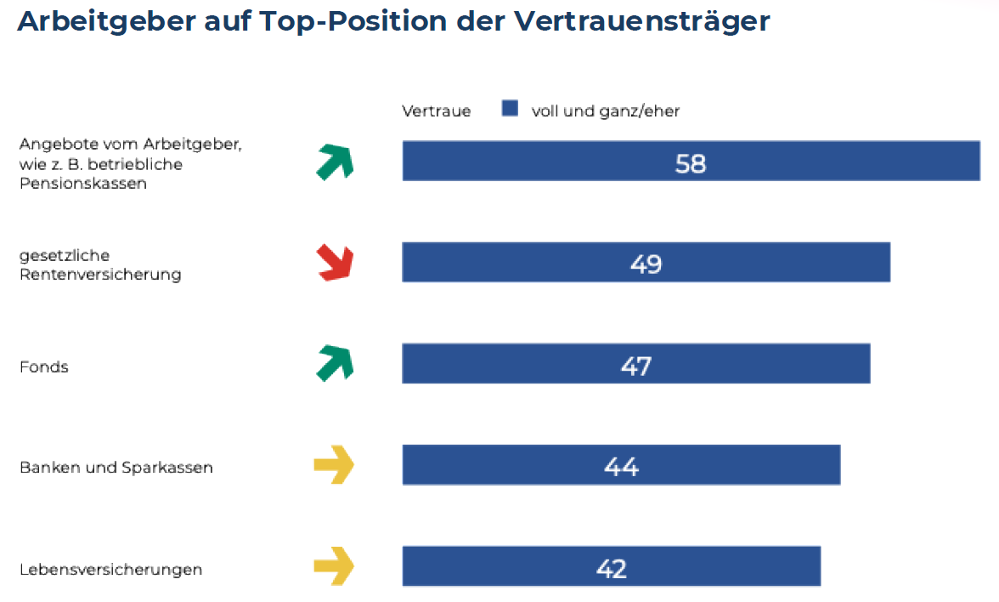 Arbeitgeber auf Top-Position der Vertrauensträger
Vertraue voll und ganz/eher
Angebote vom Arbeitgeber,
wie z. B. betriebliche
Pensionskassen
58
gesetzliche
Rentenversicherung
49
Fonds
47
Banken und Sparkassen
44
Lebensversicherungen
42